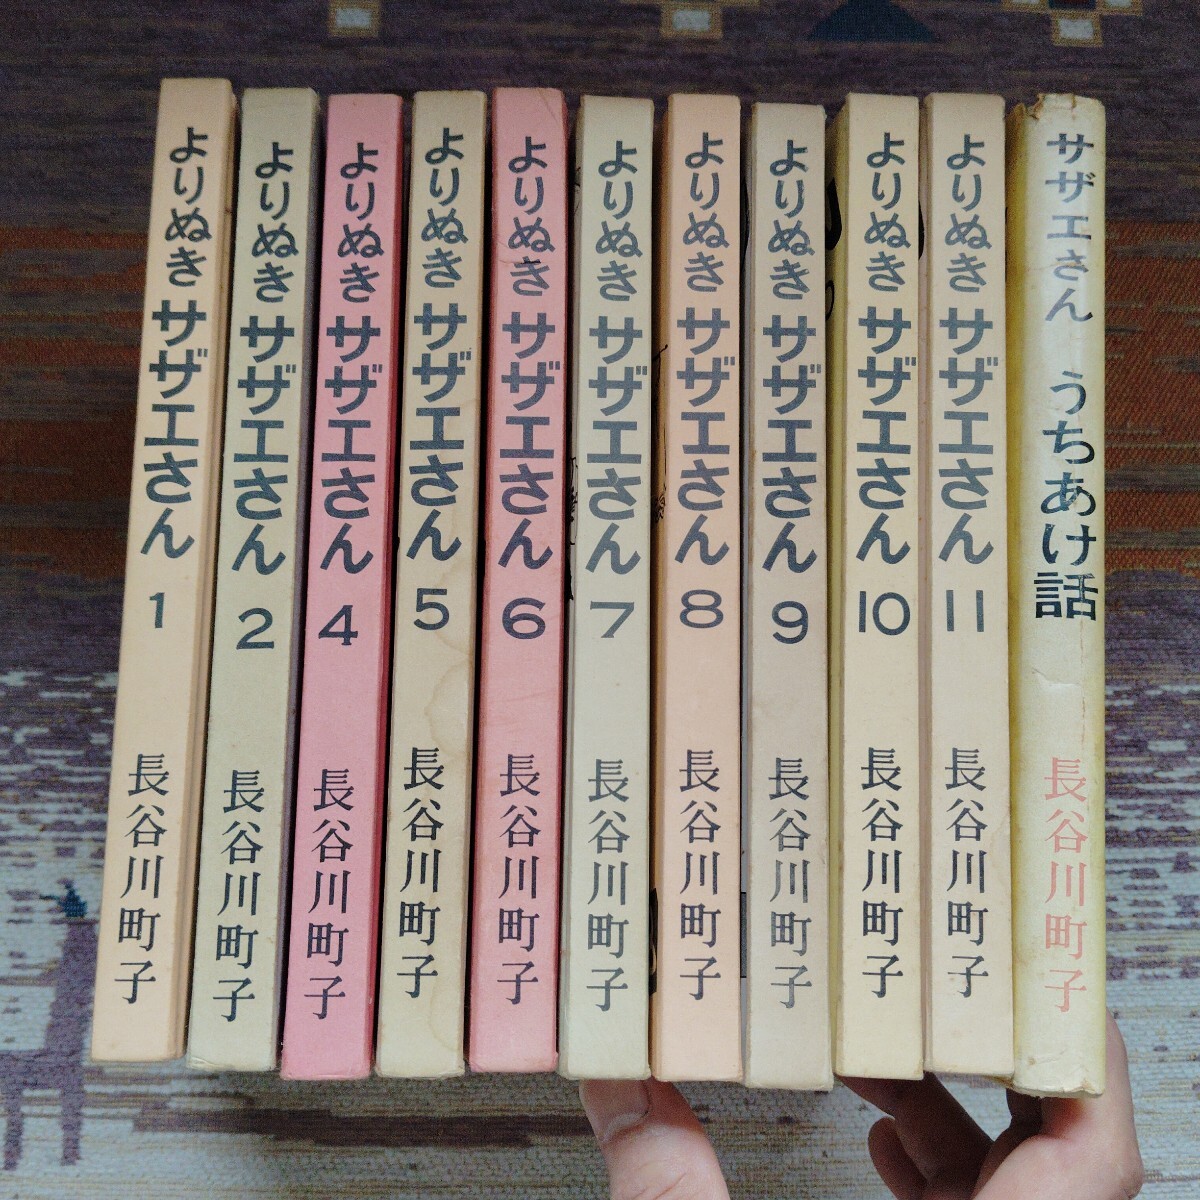 よりぬき サザエさん 1 長谷川町子
よりぬき サザエさん 2 長谷川町子
よりぬき サザエさん 4 長谷川町子
よりぬき サザエさん 5 長谷川町子
よりぬき サザエさん 6 長谷川町子
よりぬき サザエさん 7 長谷川町子
よりぬき サザエさん 8 長谷川町子
よりぬき サザエさん 9 長谷川町子
よりぬき サザエさん 10 長谷川町子
よりぬき サザエさん 11 長谷川町子
サザエさん うちあけ話 長谷川町子